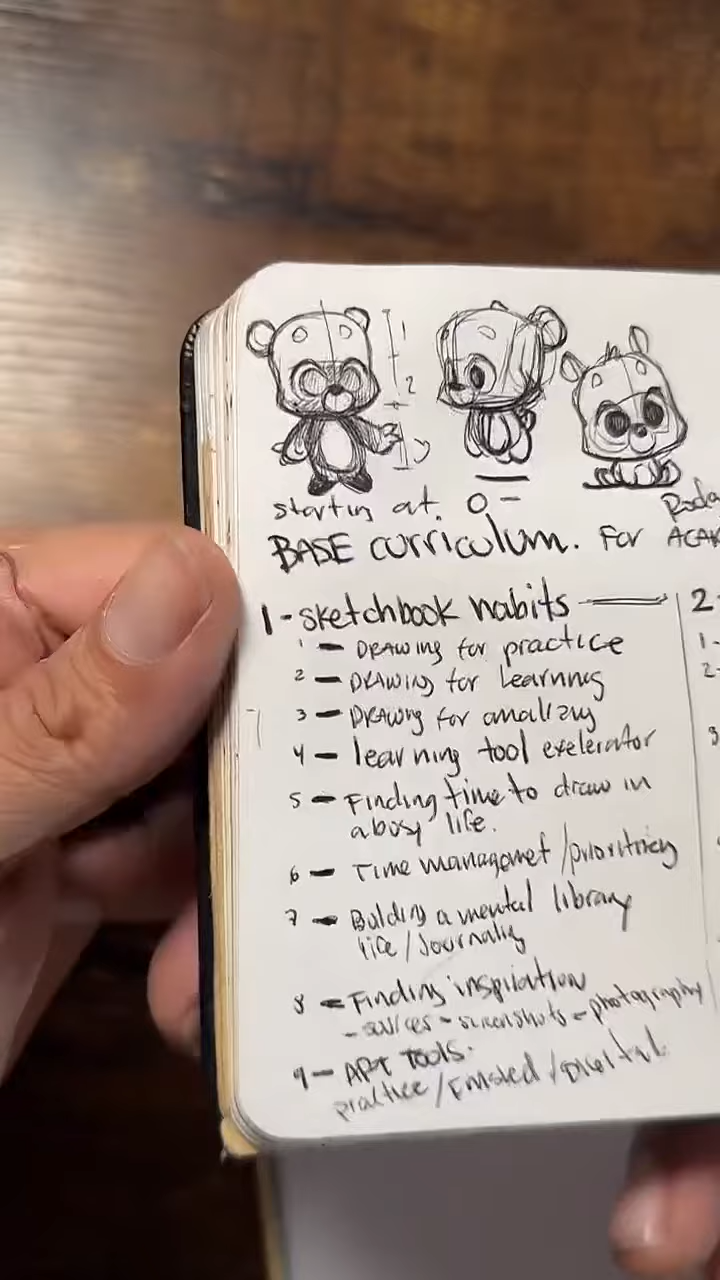 1
2
starting at. 0 -
BASE curriculum. For ACAK
1 - sketchbook habits
1 - DRAWING for practice
2 - DRAWING for Learning
3 - DRAWING for analizng
4 - learning tool exelerator
5 - Finding time to draw in
a busy life.
6 - Time managemet /prioritizing
7 - Bulding a mental library
life / Journaling
8 - Finding inspiration
- sources - screenshots - photography
9 - ART TOOLS.
practice / Finished / Digital.
2 -
1 -
2 -
3